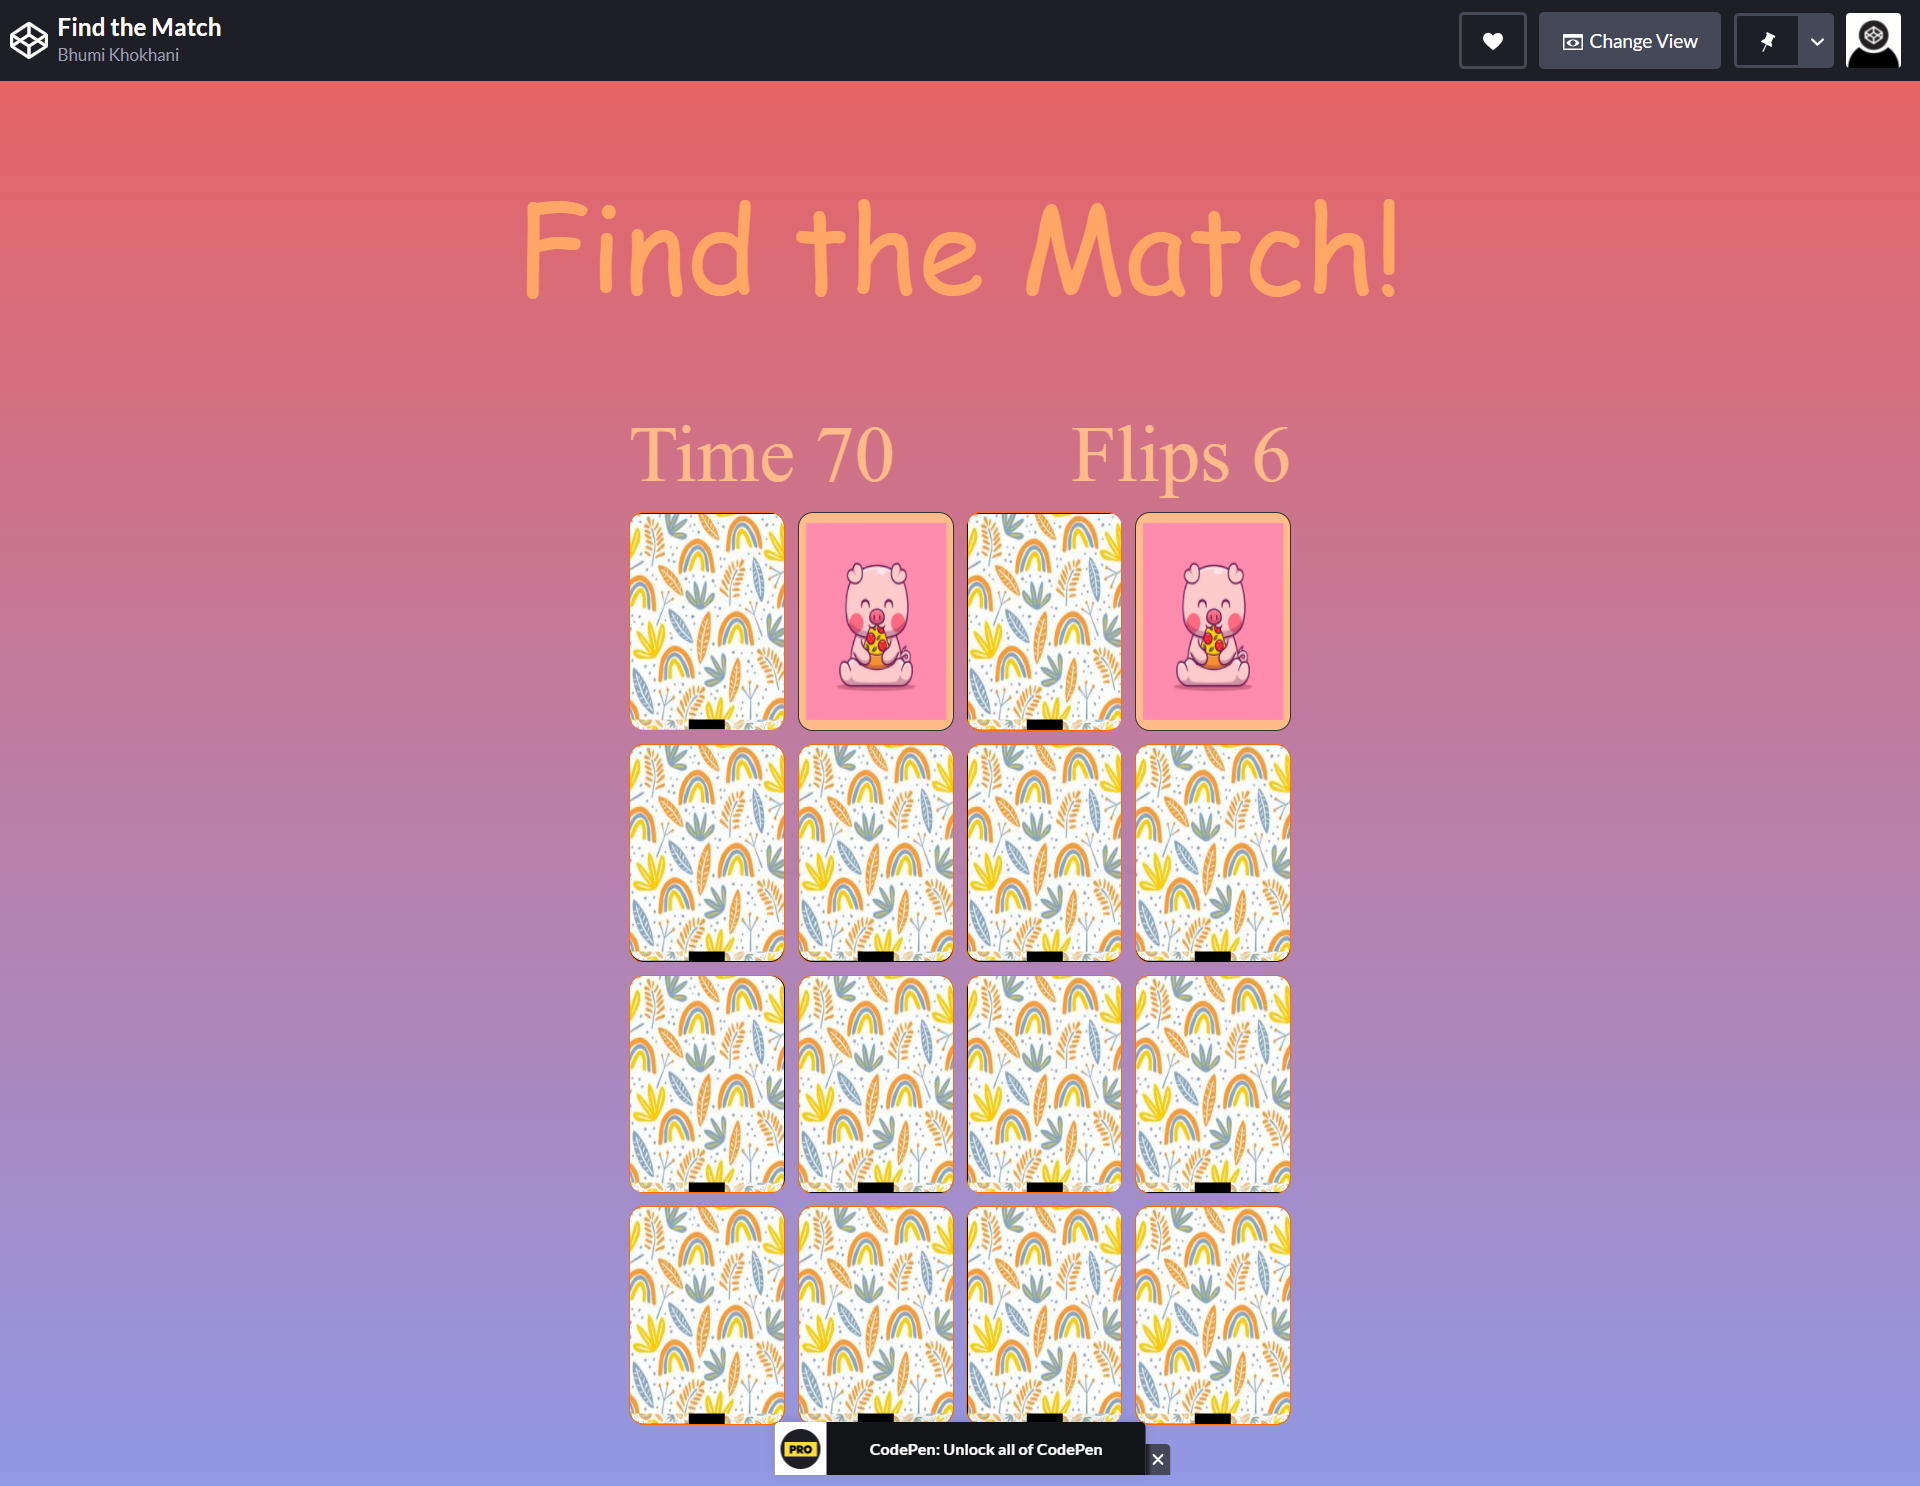 Find the Match
Bhumi Khokhani
Change View
Find the Match!
Time 70
Flips 6
PRO
CodePen: Unlock all of CodePen